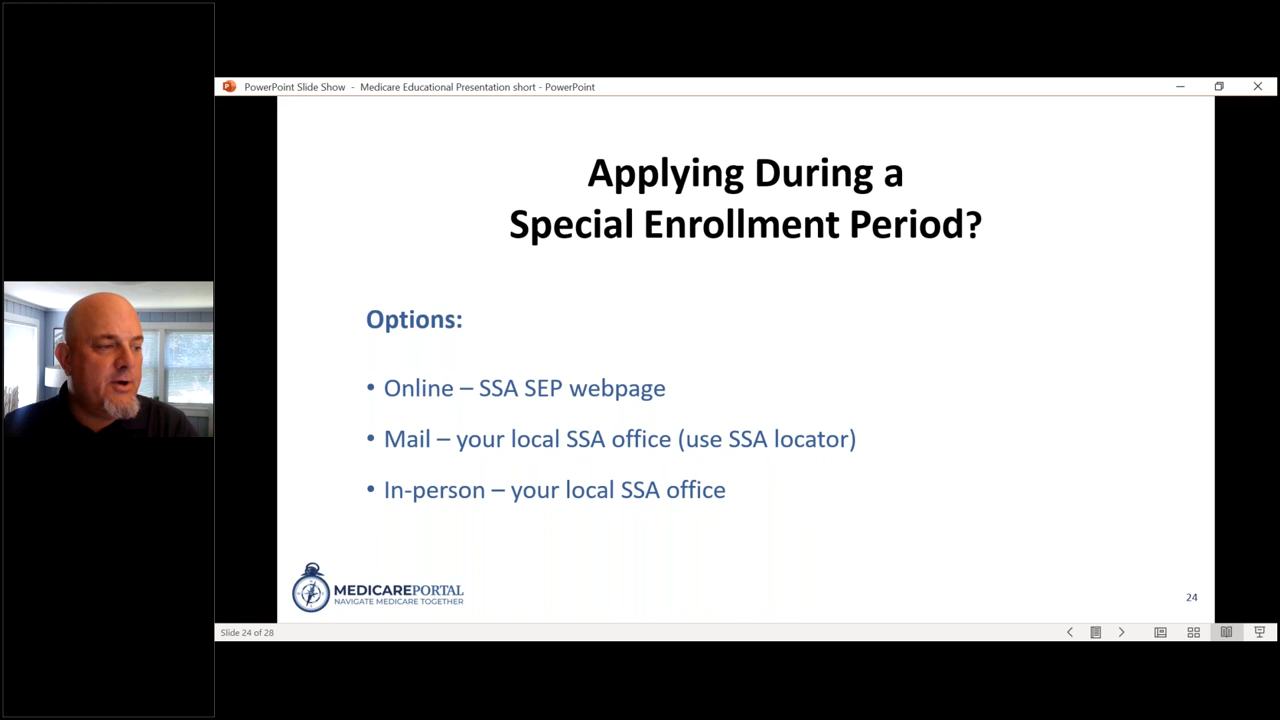 PowerPoint Slide Show - Medicare Educational Presentation short - PowerPoint
Applying During a
Special Enrollment Period?
Options:
• Online – SSA SEP webpage
• Mail – your local SSA office (use SSA locator)
• In-person – your local SSA office
MEDICAREPORTAL
NAVIGATE MEDICARE TOGETHER
24
Slide 24 of 28